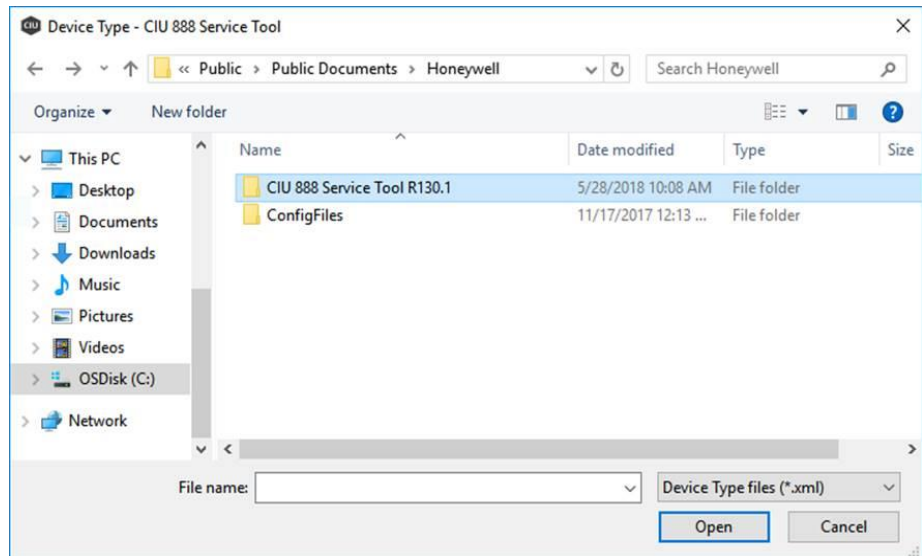 CIU Device Type - CIU 888 Service Tool
« Public > Public Documents > Honeywell
Search Honeywell
Organize New folder
Name Date modified Type Size
This PC
Desktop
Documents
Downloads
Music
Pictures
Videos
OSDisk (C:)
Network
CIU 888 Service Tool R130.1 5/28/2018 10:08 AM File folder
ConfigFiles 11/17/2017 12:13 ... File folder
File name: Device Type files (*.xml)
Open Cancel